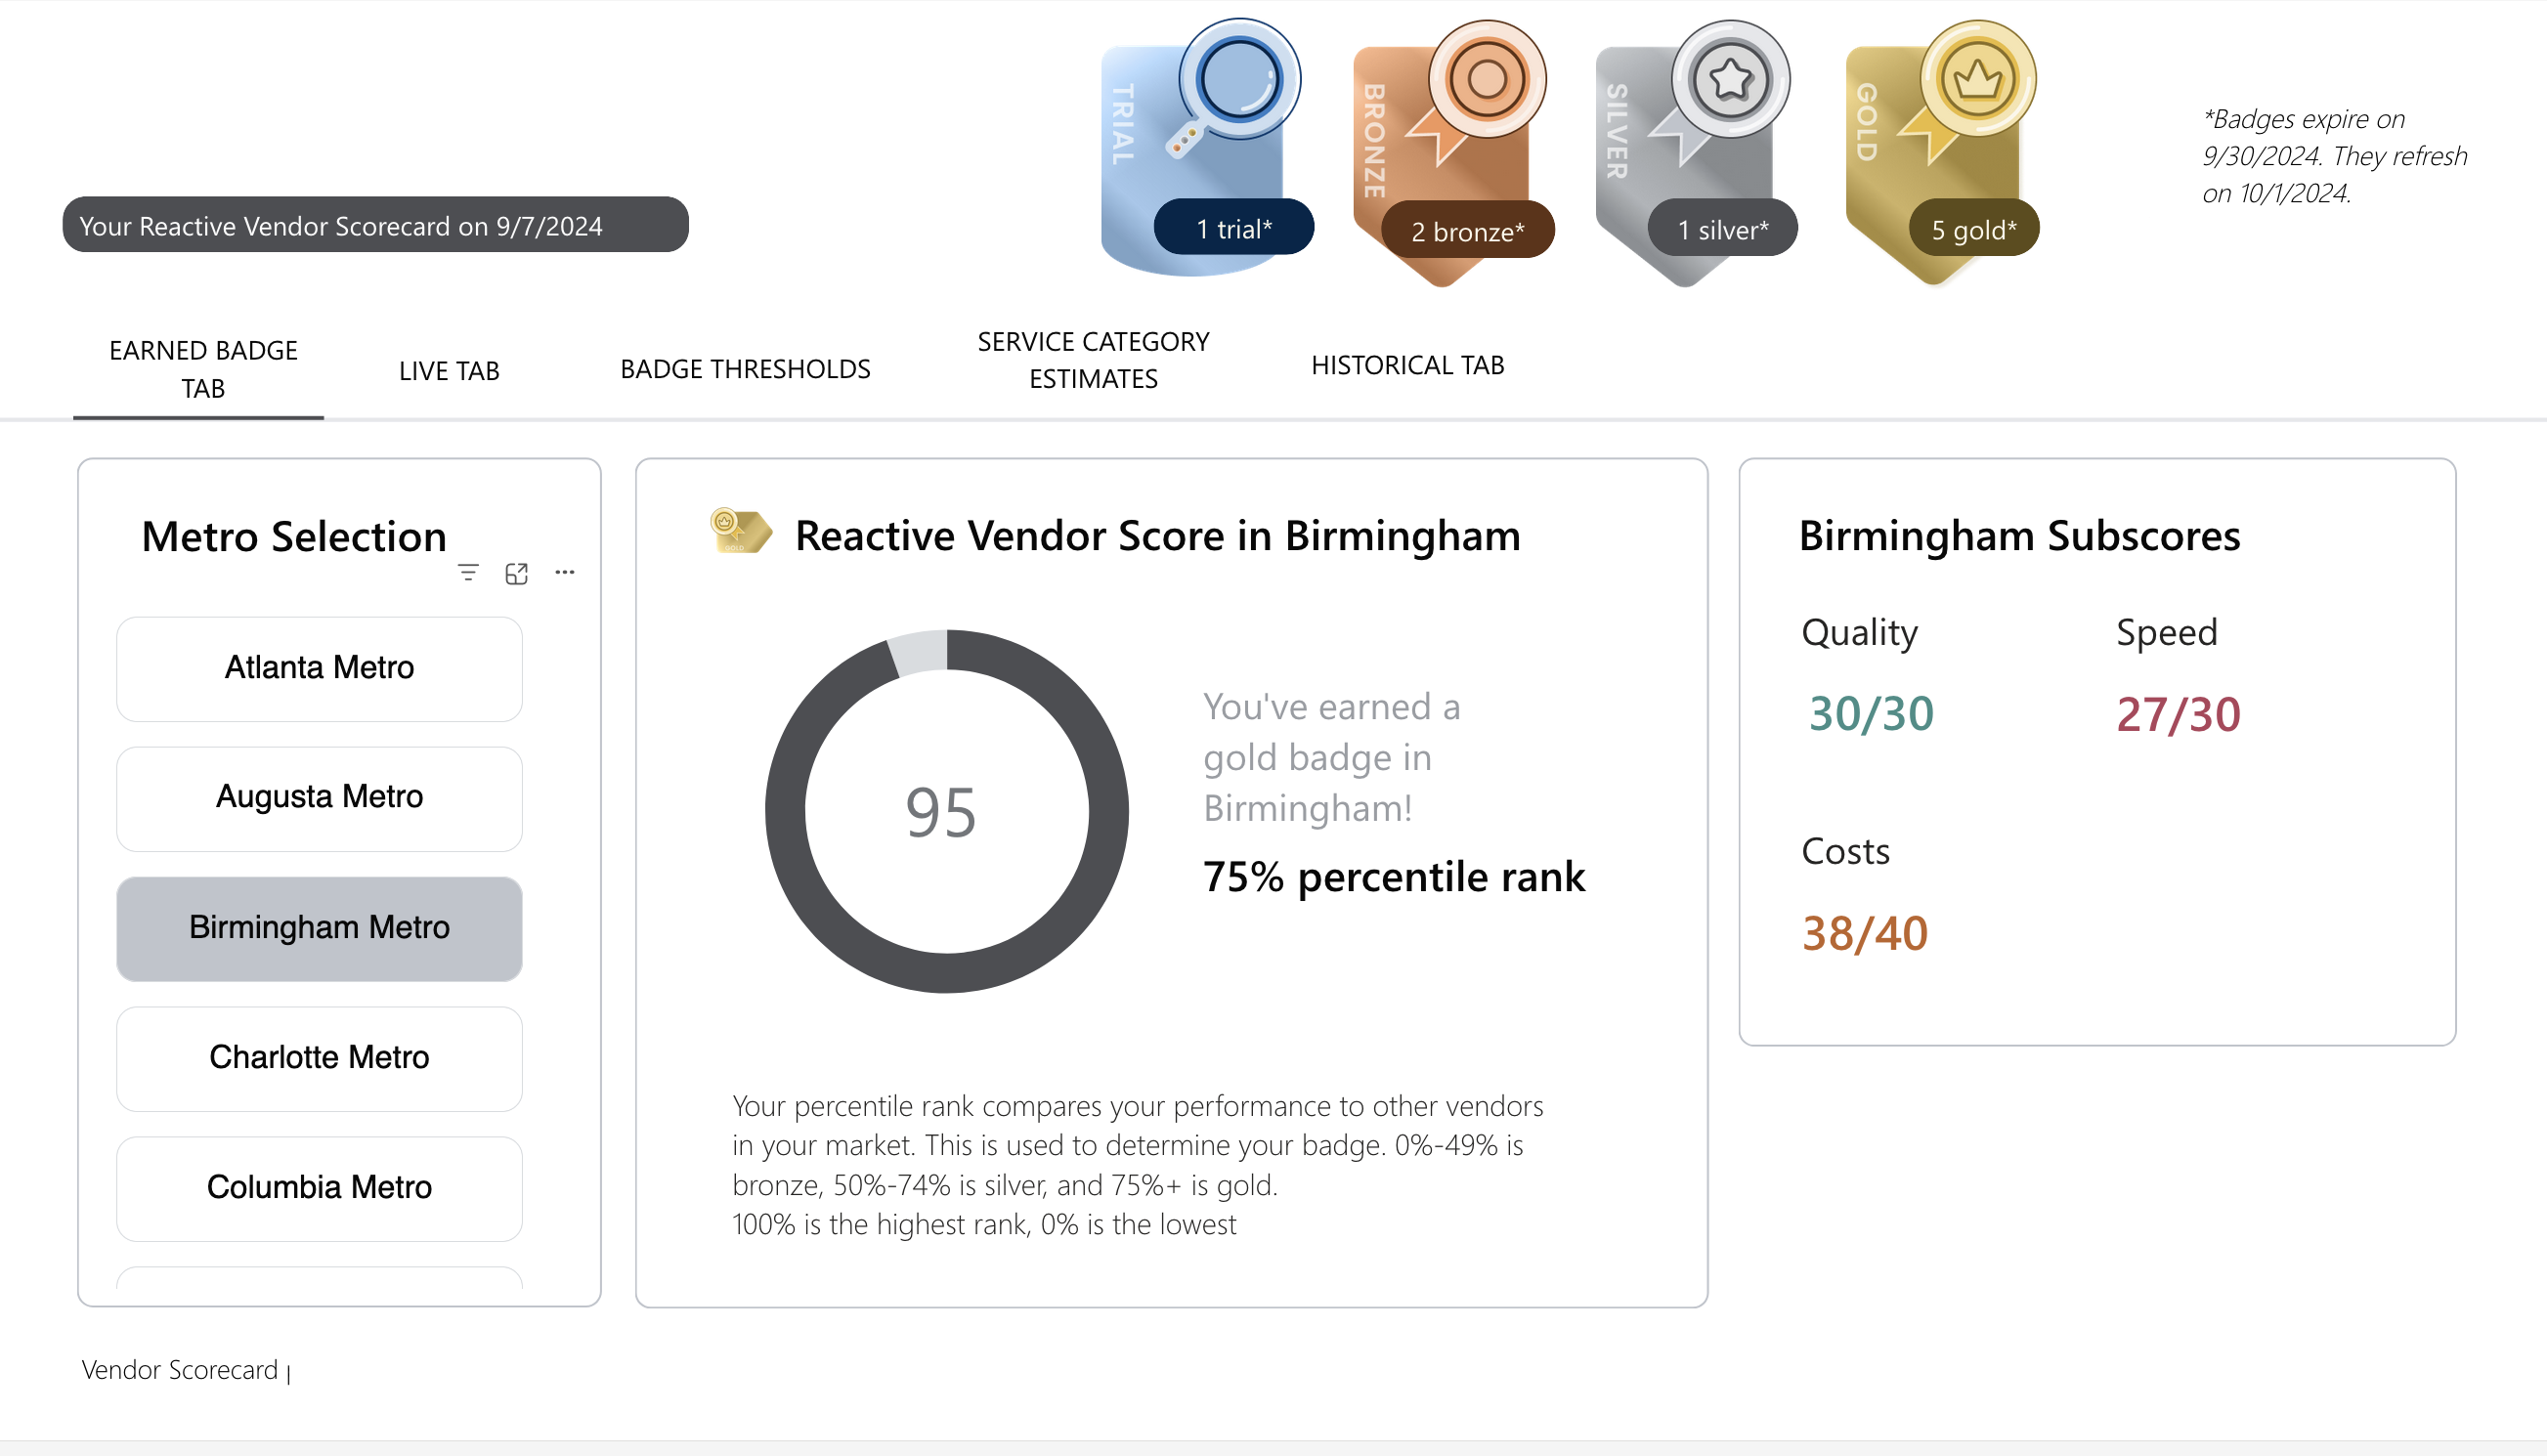 TRIAL
BRONZE
SILVER
GOLD
1 trial*
2 bronze*
1 silver*
5 gold*
*Badges expire on
9/30/2024. They refresh
on 10/1/2024.
Your Reactive Vendor Scorecard on 9/7/2024
EARNED BADGE
TAB
LIVE TAB
BADGE THRESHOLDS
SERVICE CATEGORY
ESTIMATES
HISTORICAL TAB
Metro Selection
Atlanta Metro
Augusta Metro
Birmingham Metro
Charlotte Metro
Columbia Metro
GOLD
Reactive Vendor Score in Birmingham
95
You've earned a
gold badge in
Birmingham!
75% percentile rank
Your percentile rank compares your performance to other vendors
in your market. This is used to determine your badge. 0%-49% is
bronze, 50%-74% is silver, and 75%+ is gold.
100% is the highest rank, 0% is the lowest
Birmingham Subscores
Quality
30/30
Speed
27/30
Costs
38/40
Vendor Scorecard |